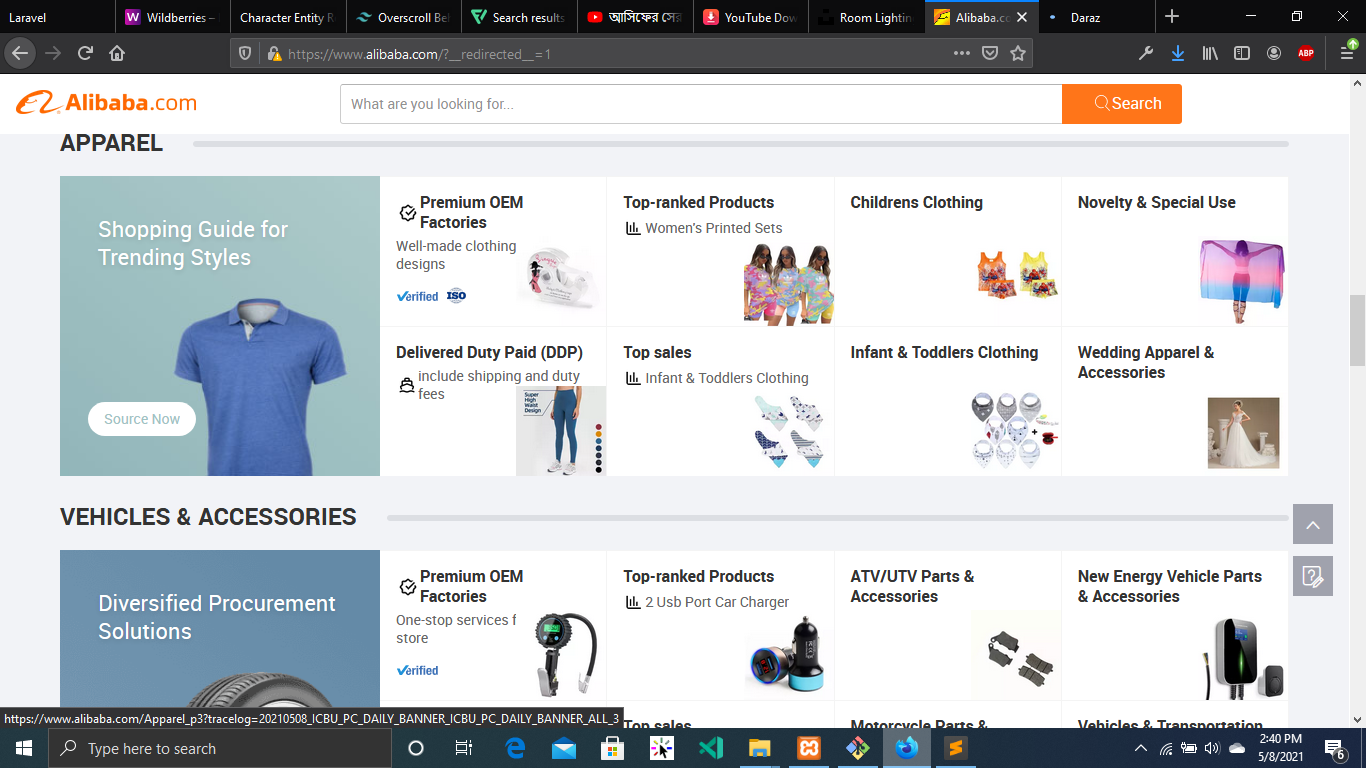 Laravel
Wildberries –
Character Entity R
Overscroll Bel
Search results
আসিফের সের
YouTube Dow
Room Lightin
Alibaba.co
Daraz
https://www.alibaba.com/?__redirected__=1
ABP
Alibaba.com
What are you looking for...
Search
APPAREL
Shopping Guide for
Trending Styles
Source Now
Premium OEM
Factories
Well-made clothing
designs
Verified ISO
Top-ranked Products
Women's Printed Sets
Childrens Clothing
Novelty & Special Use
Delivered Duty Paid (DDP)
include shipping and duty
fees
Super
High
Waist
Design
Top sales
Infant & Toddlers Clothing
Infant & Toddlers Clothing
Wedding Apparel &
Accessories
VEHICLES & ACCESSORIES
Diversified Procurement
Solutions
Premium OEM
Factories
One-stop services f
store
Verified
Top-ranked Products
2 Usb Port Car Charger
ATV/UTV Parts &
Accessories
New Energy Vehicle Parts
& Accessories
Top sales
Motorcycle Parts &
Vehicles & Transportation
https://www.alibaba.com/Apparel_p3?tracelog=20210508_ICBU_PC_DAILY_BANNER_ICBU_PC_DAILY_BANNER_ALL_3
Type here to search
2:40 PM
5/8/2021
6